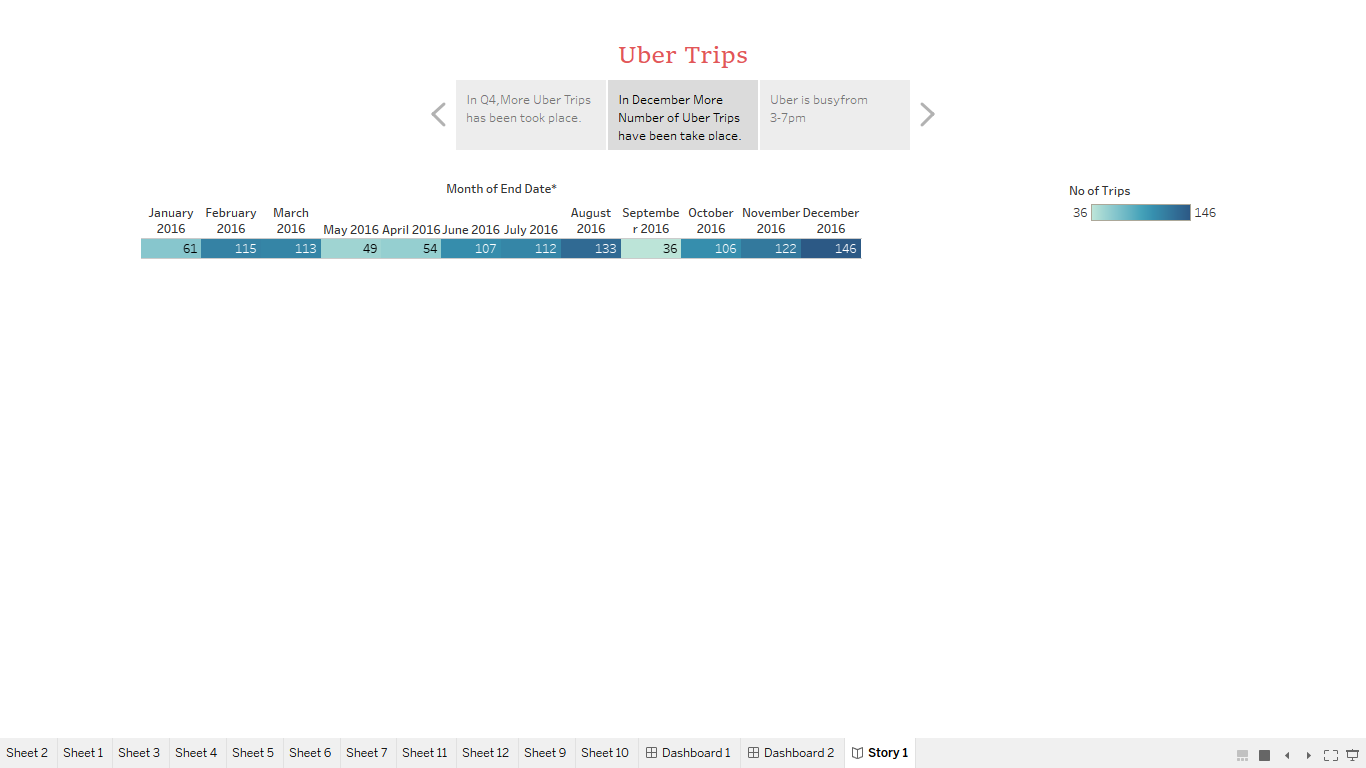 Uber Trips
In Q4,More Uber Trips
has been took place.
In December More
Number of Uber Trips
have been take place.
Uber is busyfrom
3-7pm
Month of End Date*
No of Trips
36 146
January February March August Septembe October November December
2016 2016 2016 May 2016 April 2016 June 2016 July 2016 2016 r 2016 2016 2016 2016
61 115 113 49 54 107 112 133 36 106 122 146
Sheet 2 Sheet 1 Sheet 3 Sheet 4 Sheet 5 Sheet 6 Sheet 7 Sheet 11 Sheet 12 Sheet 9 Sheet 10 Dashboard 1 Dashboard 2 Story 1